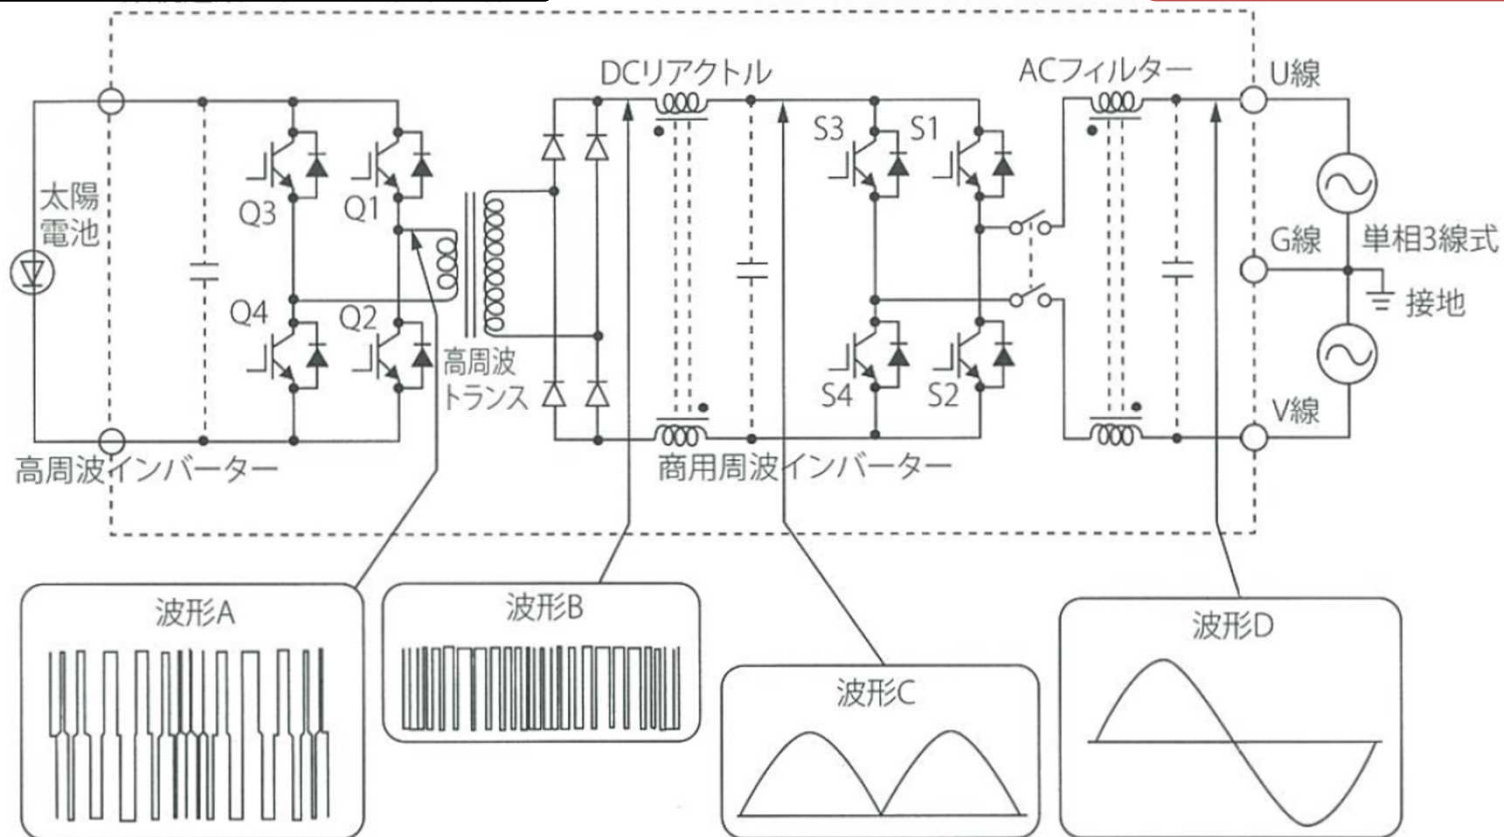 DCリアクトル
ACフィルター
U線
S3
S1
太陽
電池
Q3
Q1
G線
単相3線式
接地
Q4
Q2
高周波
トランス
S4
S2
V線
高周波インバーター
商用周波インバーター
波形A
波形B
波形C
波形D